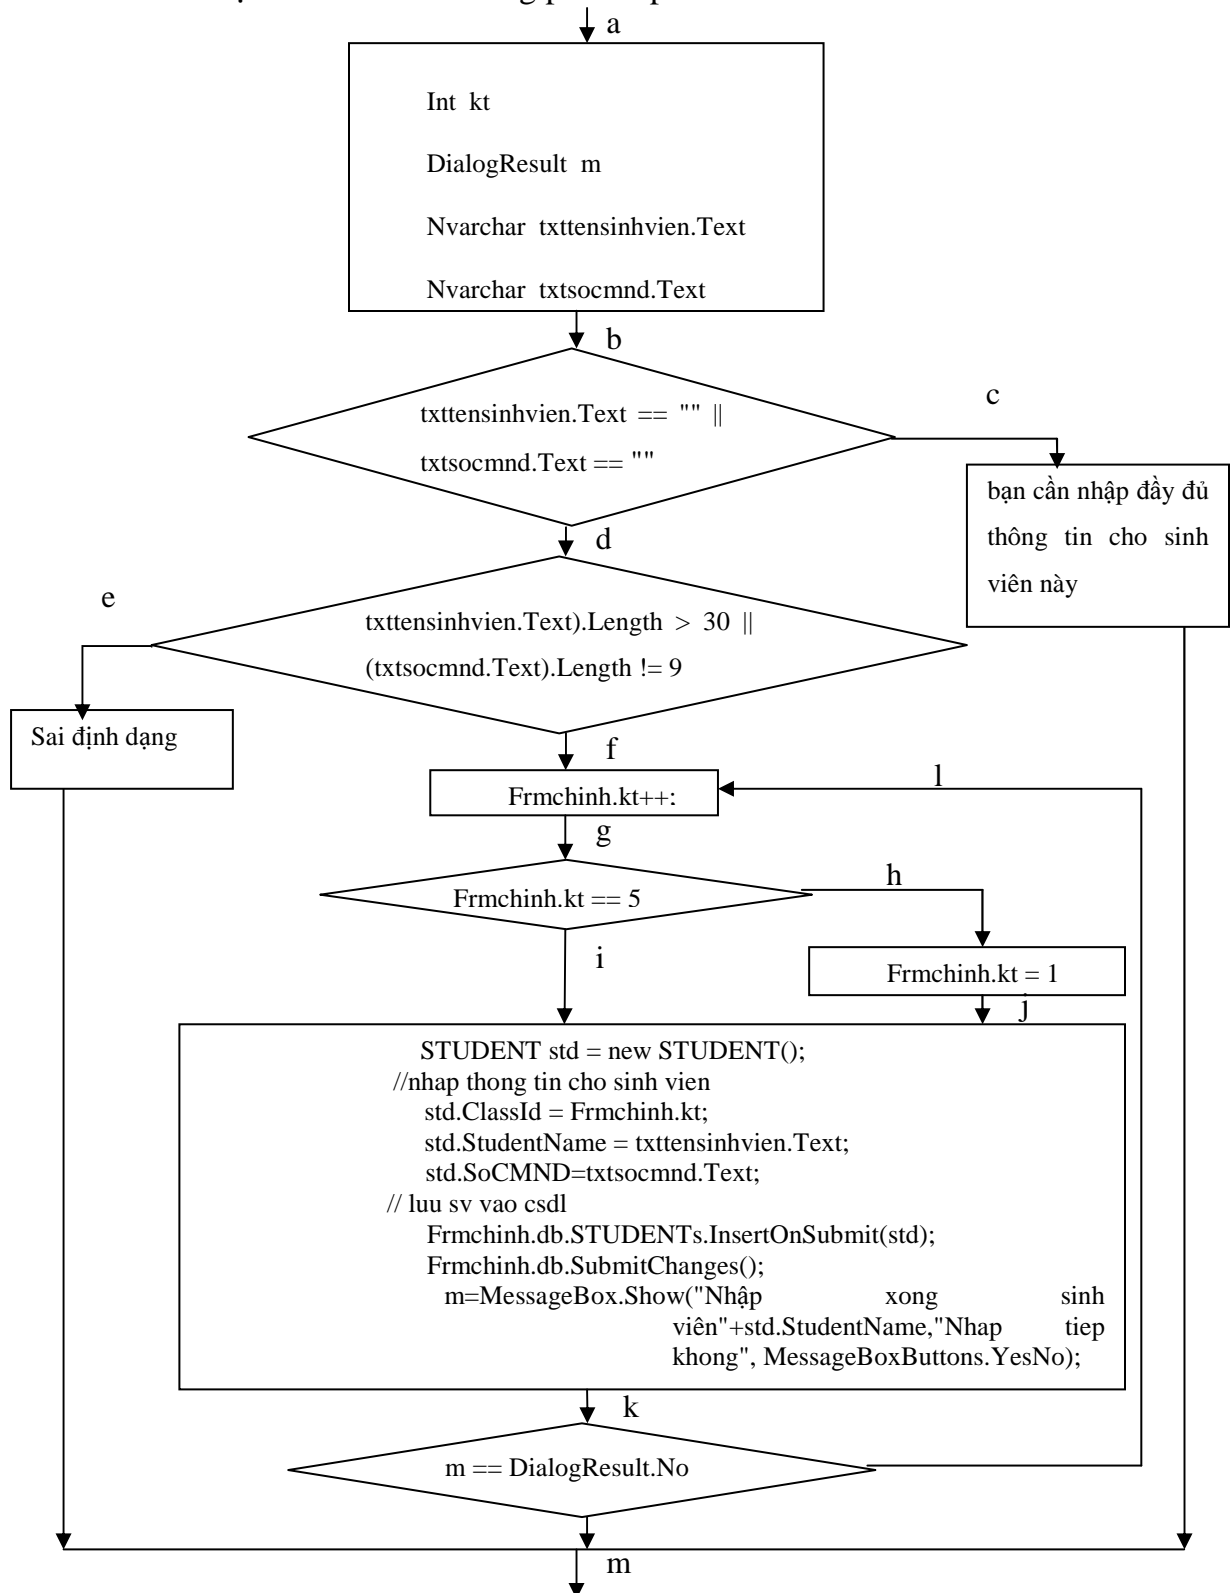 a
Int kt
DialogResult m
Nvarchar txttensinhvien.Text
Nvarchar txtsocmnd.Text
b
txttensinhvien.Text == "" ||
txtsocmnd.Text == ""
c
bạn cần nhập đầy đủ
thông tin cho sinh
viên này
d
e
txttensinhvien.Text).Length > 30 ||
(txtsocmnd.Text).Length != 9
Sai định dạng
f
l
Frmchinh.kt++;
g
h
Frmchinh.kt == 5
i
Frmchinh.kt = 1
j
STUDENT std = new STUDENT();
//nhap thong tin cho sinh vien
std.ClassId = Frmchinh.kt;
std.StudentName = txttensinhvien.Text;
std.SoCMND=txtsocmnd.Text;
// luu sv vao csdl
Frmchinh.db.STUDENTs.InsertOnSubmit(std);
Frmchinh.db.SubmitChanges();
m=MessageBox.Show("Nhập xong sinh
viên"+std.StudentName,"Nhap tiep
khong", MessageBoxButtons.YesNo);
k
m == DialogResult.No
m